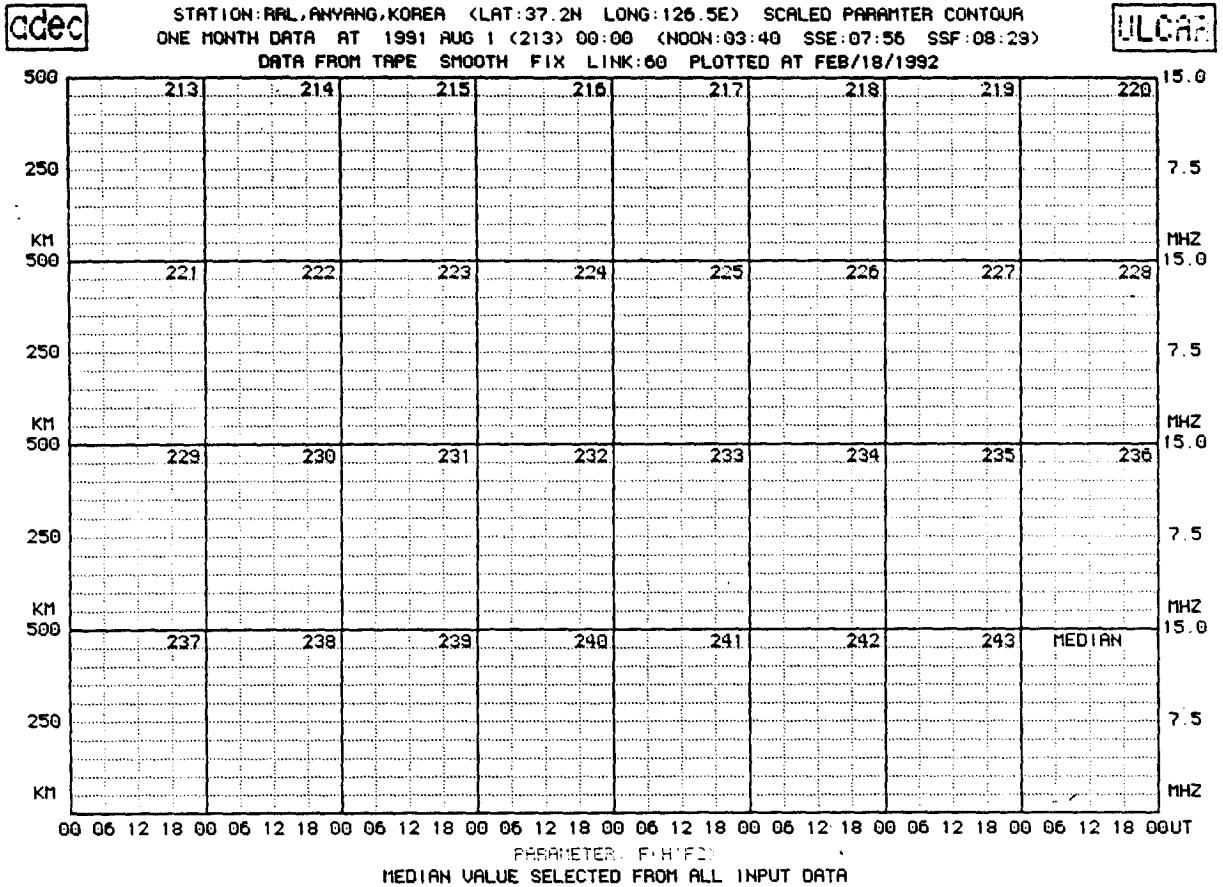 adec
STATION:RRL,ANYANG,KOREA (LAT:37.2N LONG:126.5E) SCALED PARAMTER CONTOUR
ONE MONTH DATA AT 1991 AUG 1 (213) 00:00 (NOON:03:40 SSE:07:56 SSF:08:29)
DATA FROM TAPE SMOOTH FIX LINK:60 PLOTTED AT FEB/18/1992
500 213 214 215 216 217 218 219 220 15.0
250 7.5
KM MHZ
500 221 222 223 224 225 226 227 228 15.0
250 7.5
KM MHZ
500 229 230 231 232 233 234 235 236 15.0
250 7.5
KM MHZ
500 237 238 239 240 241 242 243 MEDIAN 15.0
250 7.5
KM MHZ
00 06 12 18 00 06 12 18 00 06 12 18 00 06 12 18 00 06 12 18 00 06 12 18 00 06 12 18 00 06 12 18 00UT
PARAMETER: F(H'F2)
MEDIAN VALUE SELECTED FROM ALL INPUT DATA